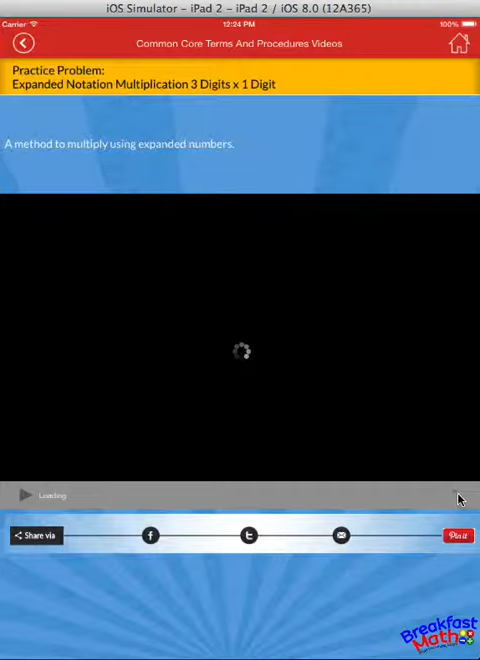 iOS Simulator – iPad 2 – iPad 2 / iOS 8.0 (12A365)
Carrier 12:24 PM 100%
Common Core Terms And Procedures Videos
Practice Problem:
Expanded Notation Multiplication 3 Digits x 1 Digit
A method to multiply using expanded numbers.
Loading
Share via
Pin it
Breakfast
Math